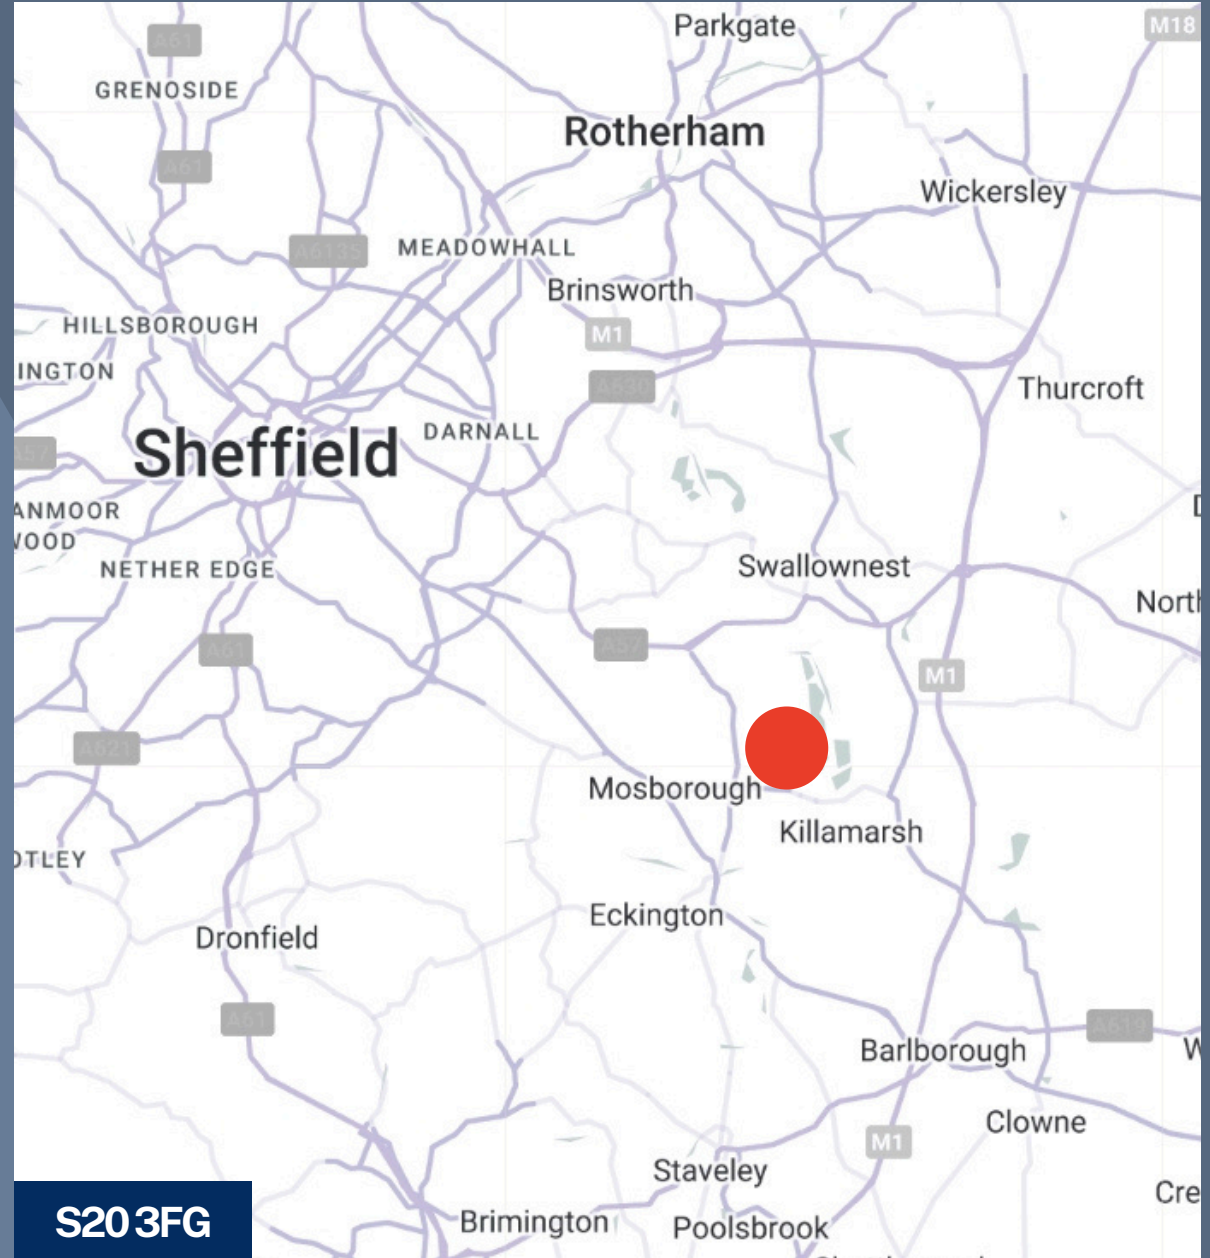 Parkgate
M18
A61
GRENOSIDE
Rotherham
A61
Wickersley
A6135
MEADOWHALL
Brinsworth
HILLSBOROUGH
M1
INGTON
A630
Thurcroft
Sheffield
DARNALL
A57
ANMOOR
WOOD
NETHER EDGE
Swallownest
North
A61
A57
M1
A621
Mosborough
Killamarsh
OTLEY
Eckington
Dronfield
A61
A619
Barlborough
W
Clowne
M1
Staveley
Cre
S20 3FG
Brimington
Poolsbrook